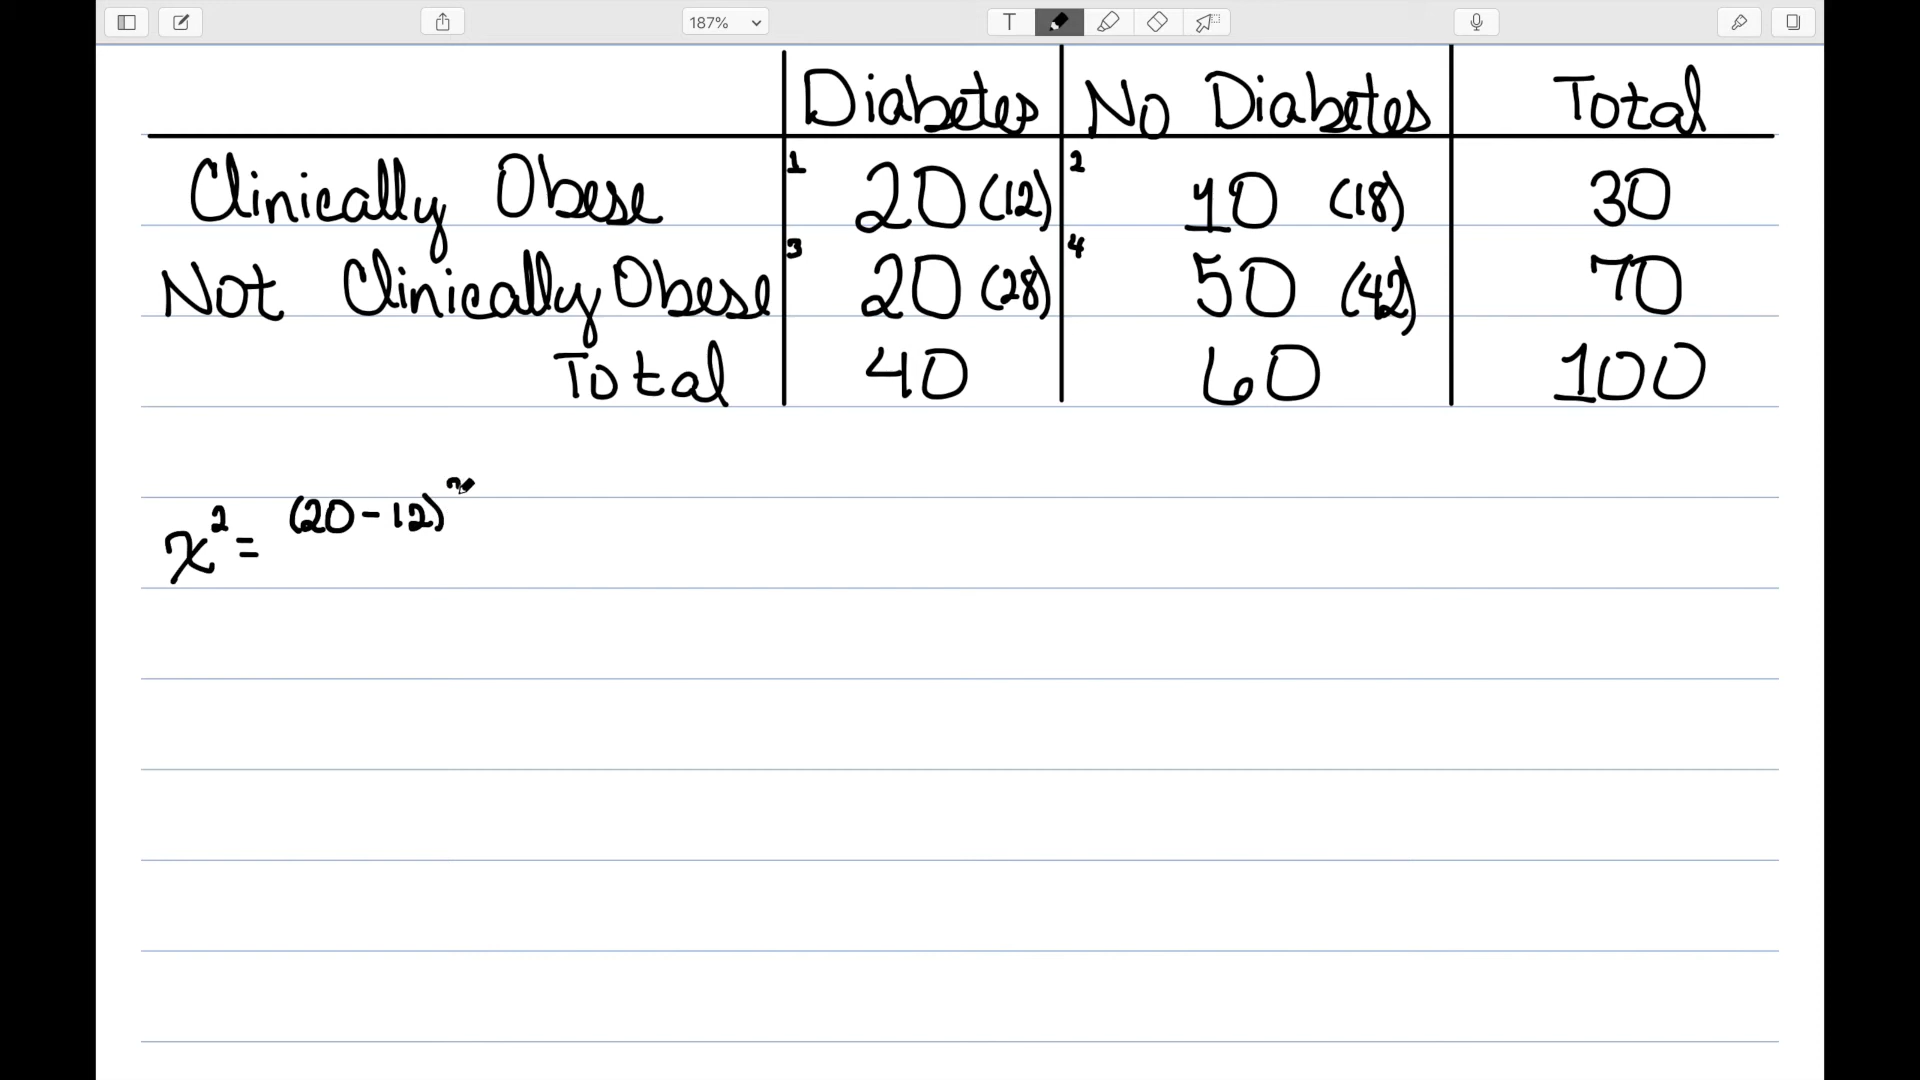 187%
T
Diabetes No Diabetes Total
Clinically Obese 1 20 (12) 2 10 (18) 30
Not Clinically Obese 3 20 (28) 4 50 (42) 70
Total 40 60 100
χ² = (20 - 12)²